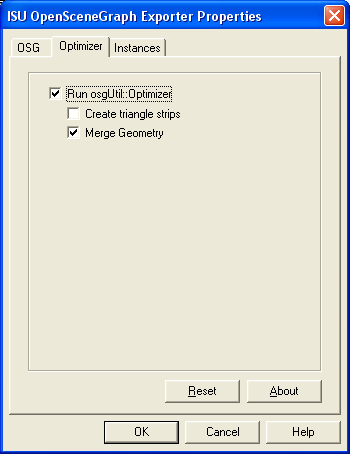 ISU OpenSceneGraph Exporter Properties
OSG Optimizer Instances
Run osgUtil::Optimizer
Create triangle strips
Merge Geometry
Reset About
OK Cancel Help